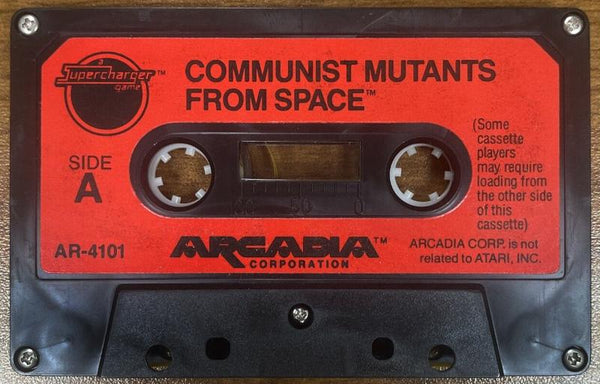 a
Supercharger™
game
COMMUNIST MUTANTS
FROM SPACE™
SIDE
A
(Some
cassette
players
may require
loading from
the other side
of this
cassette)
AR-4101
ARCADIA™
CORPORATION
ARCADIA CORP. is not
related to ATARI, INC.